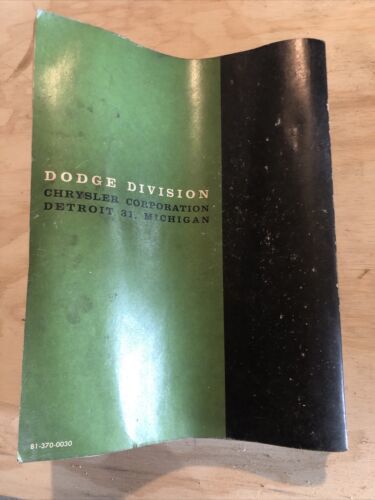 DODGE DIVISION
CHRYSLER CORPORATION
DETROIT 31, MICHIGAN
81-370-0030